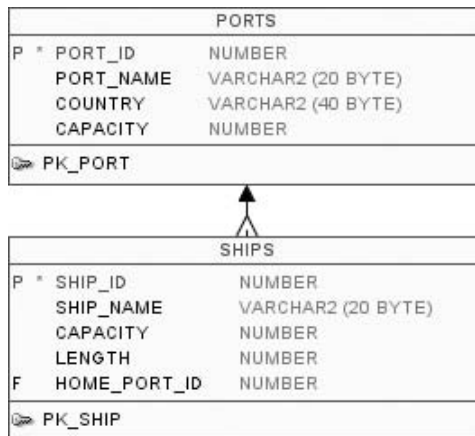 PORTS
P * PORT_ID NUMBER
PORT_NAME VARCHAR2 (20 BYTE)
COUNTRY VARCHAR2 (40 BYTE)
CAPACITY NUMBER
PK_PORT
SHIPS
P * SHIP_ID NUMBER
SHIP_NAME VARCHAR2 (20 BYTE)
CAPACITY NUMBER
LENGTH NUMBER
F HOME_PORT_ID NUMBER
PK_SHIP